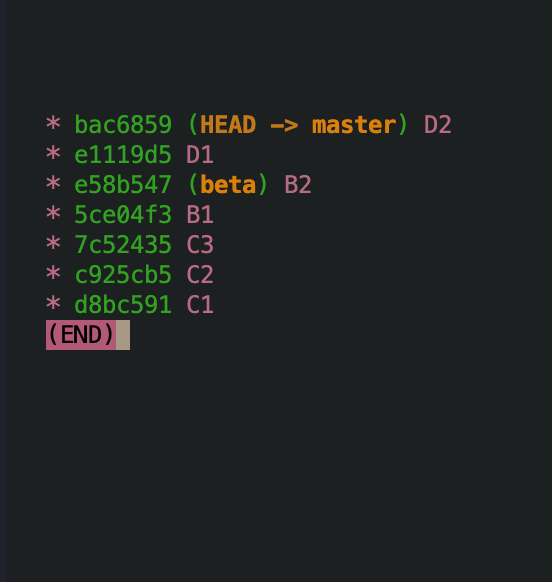 * bac6859 (HEAD -> master) D2
* e1119d5 D1
* e58b547 (beta) B2
* 5ce04f3 B1
* 7c52435 C3
* c925cb5 C2
* d8bc591 C1
(END)